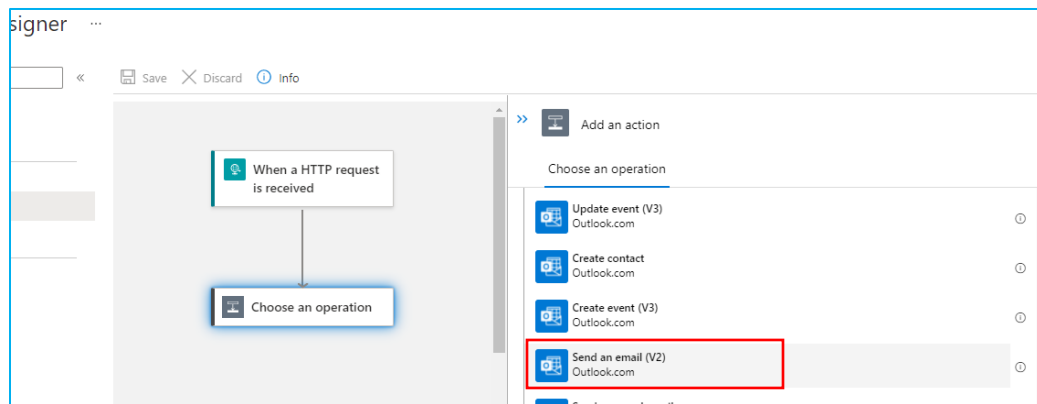 signer ...
« Save Discard Info
» Add an action
Choose an operation
When a HTTP request
is received
Choose an operation
Update event (V3)
Outlook.com
Create contact
Outlook.com
Create event (V3)
Outlook.com
Send an email (V2)
Outlook.com